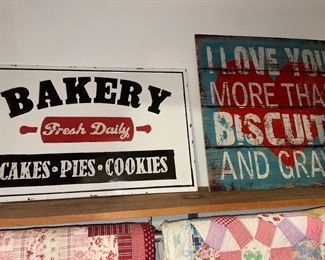 BAKERY
Fresh Daily
CAKES • PIES • COOKIES
I LOVE YOU
MORE THA
BISCUIT
AND GRA